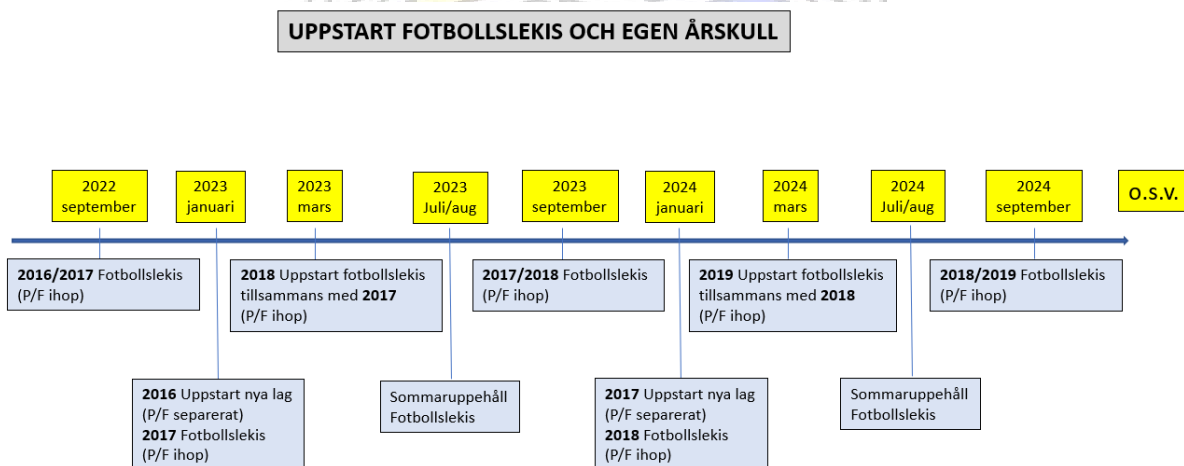 UPPSTART FOTBOLLSLEKIS OCH EGEN ÅRSKULL
2022
september
2023
januari
2023
mars
2023
Juli/aug
2023
september
2024
januari
2024
mars
2024
Juli/aug
2024
september
O.S.V.
2016/2017 Fotbollslekis
(P/F ihop)
2018 Uppstart fotbollslekis
tillsammans med 2017
(P/F ihop)
2017/2018 Fotbollslekis
(P/F ihop)
2019 Uppstart fotbollslekis
tillsammans med 2018
(P/F ihop)
2018/2019 Fotbollslekis
(P/F ihop)
2016 Uppstart nya lag
(P/F separerat)
2017 Fotbollslekis
(P/F ihop)
Sommaruppehåll
Fotbollslekis
2017 Uppstart nya lag
(P/F separerat)
2018 Fotbollslekis
(P/F ihop)
Sommaruppehåll
Fotbollslekis